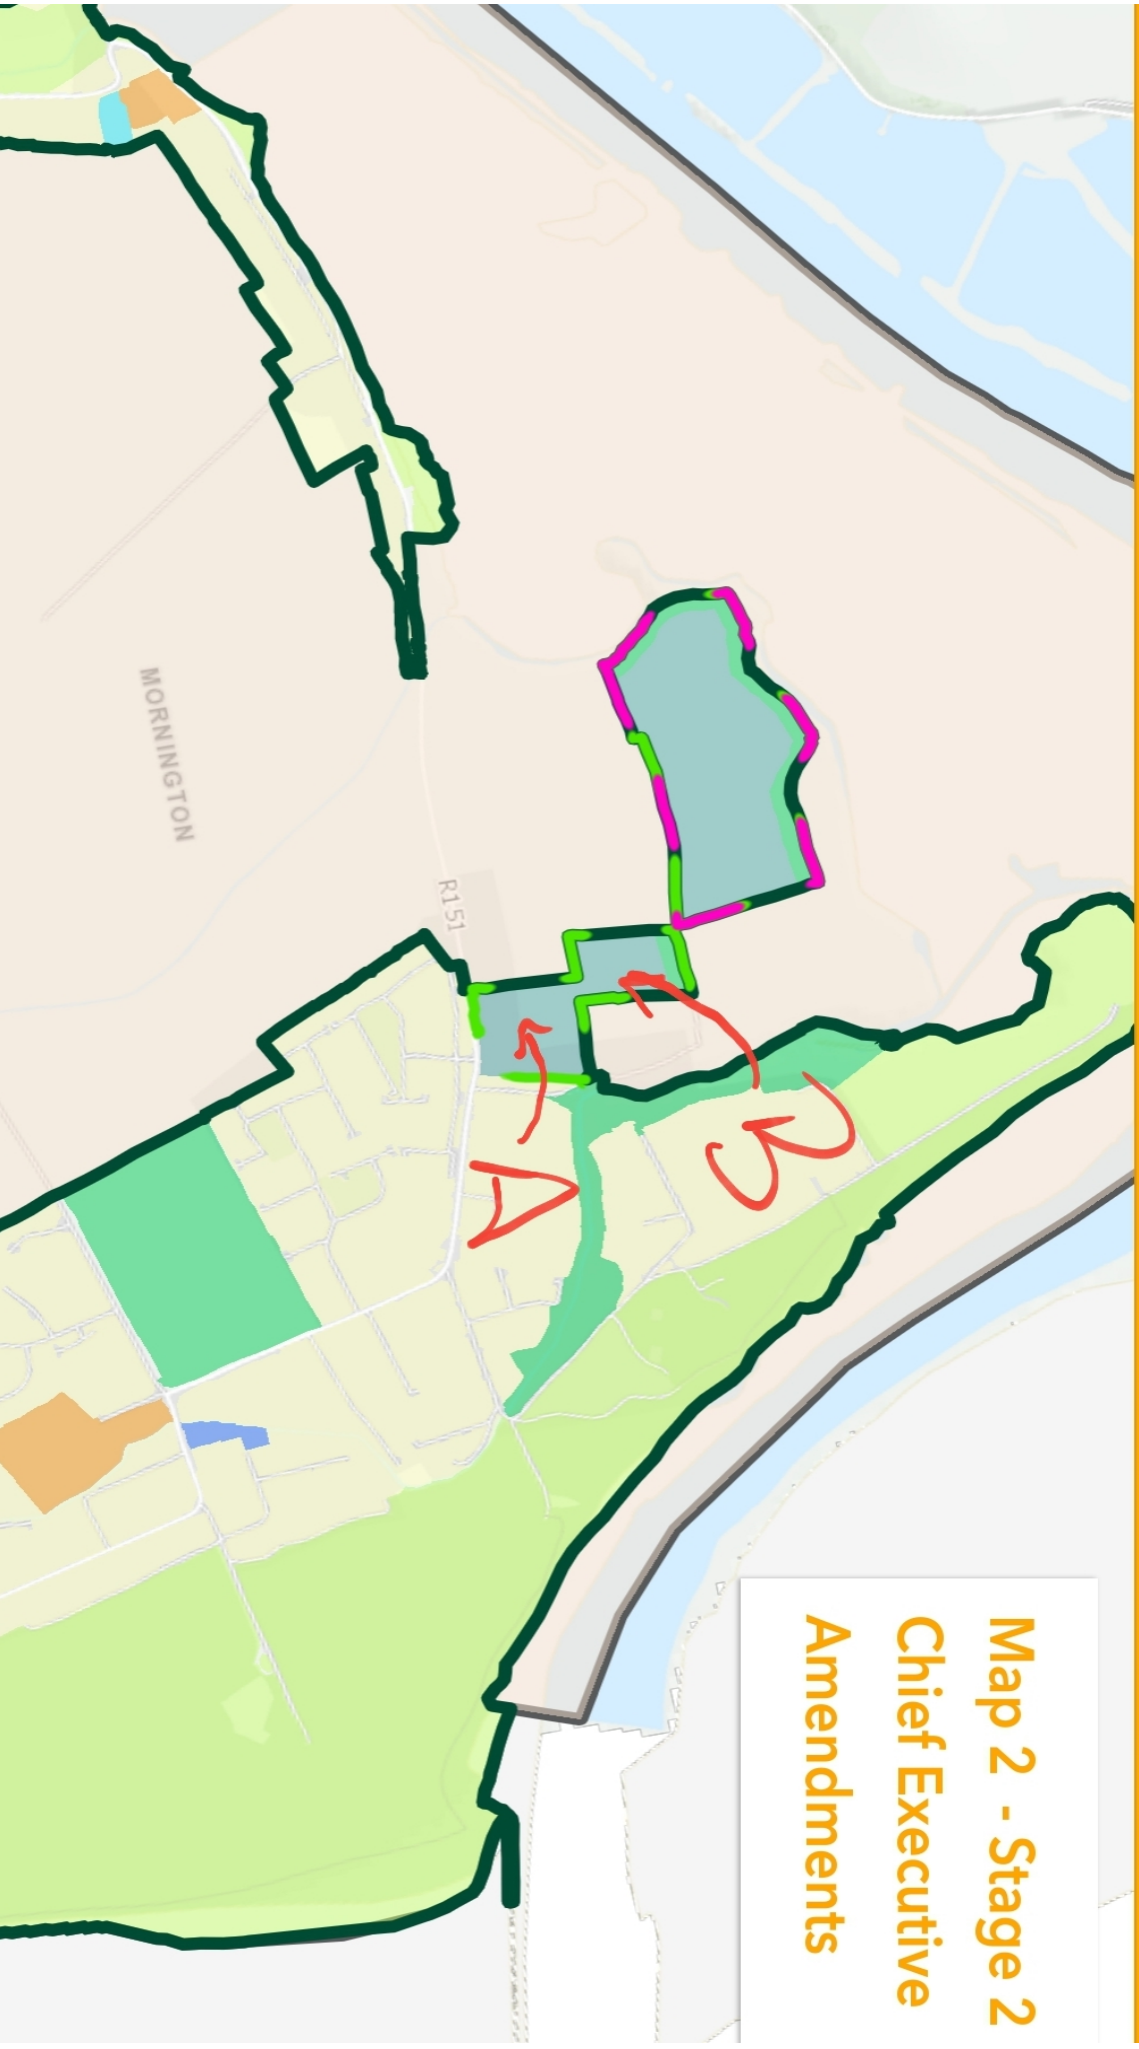 Map 2 - Stage 2
Chief Executive
Amendments
R151
MORNINGTON
B
A